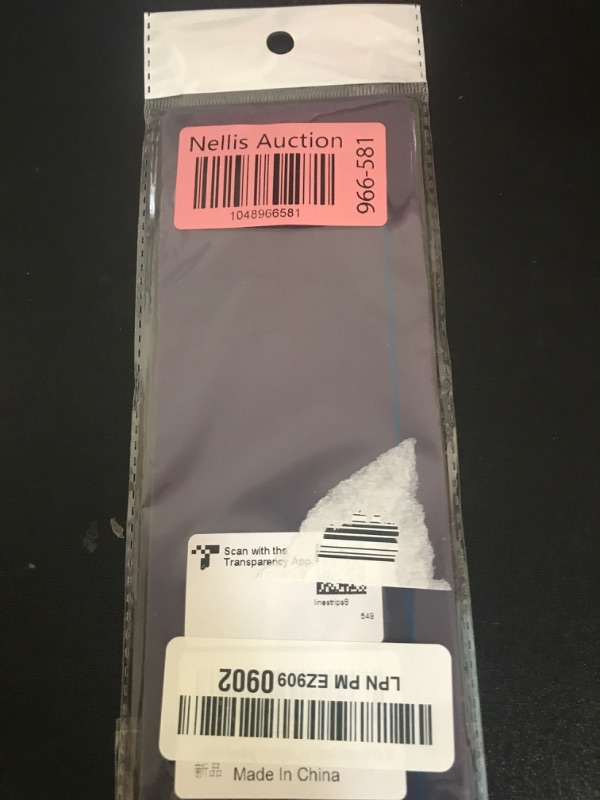 Nellis Auction
1048966581
966-581
Scan with the
Transparency App.
linestrips6
549
LPN PM EZ909 0902
新品 Made In China